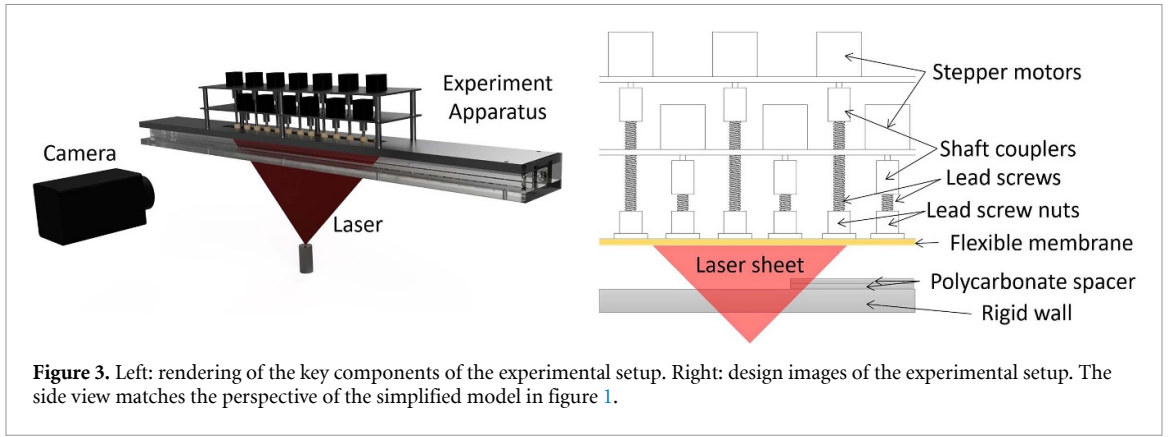 Experiment
Apparatus
Camera
Laser
Stepper motors
Shaft couplers
Lead screws
Lead screw nuts
Flexible membrane
Laser sheet
Polycarbonate spacer
Rigid wall
Figure 3. Left: rendering of the key components of the experimental setup. Right: design images of the experimental setup. The
side view matches the perspective of the simplified model in figure 1.